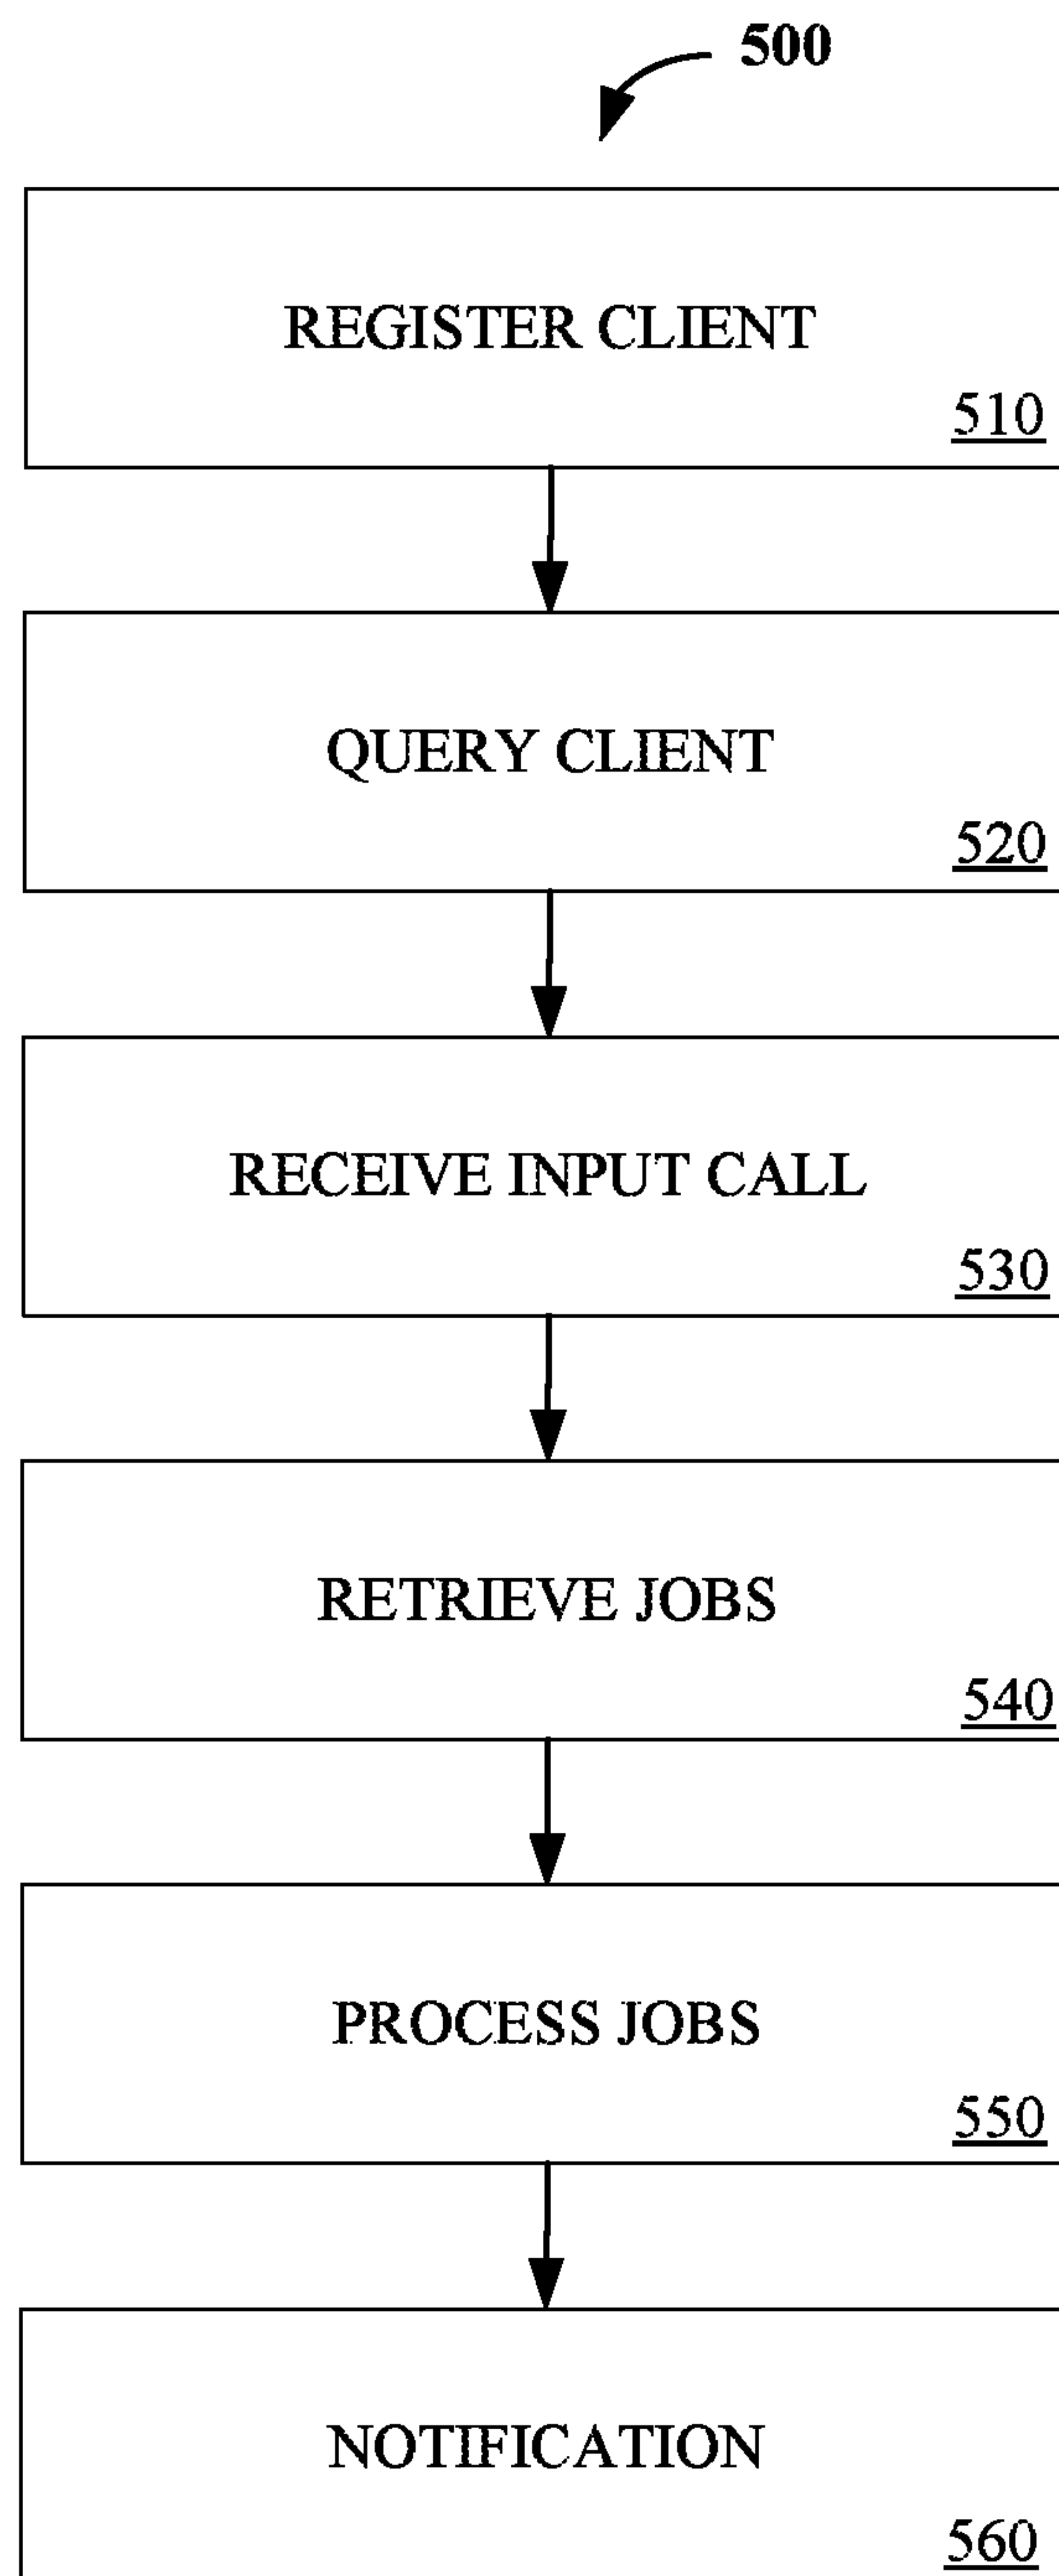 500
REGISTER CLIENT
510
QUERY CLIENT
520
RECEIVE INPUT CALL
530
RETRIEVE JOBS
540
PROCESS JOBS
550
NOTIFICATION
560